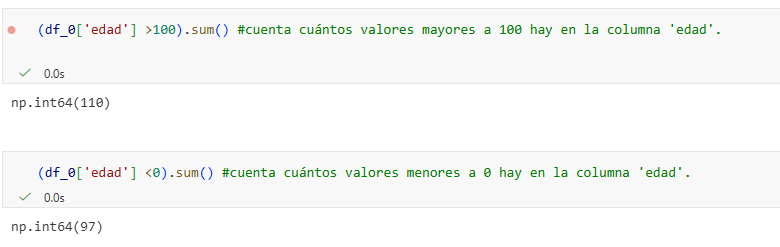 (df_0['edad'] >100).sum() #cuenta cuántos valores mayores a 100 hay en la columna 'edad'.
0.0s
np.int64(110)
(df_0['edad'] <0).sum() #cuenta cuántos valores menores a 0 hay en la columna 'edad'.
0.0s
np.int64(97)